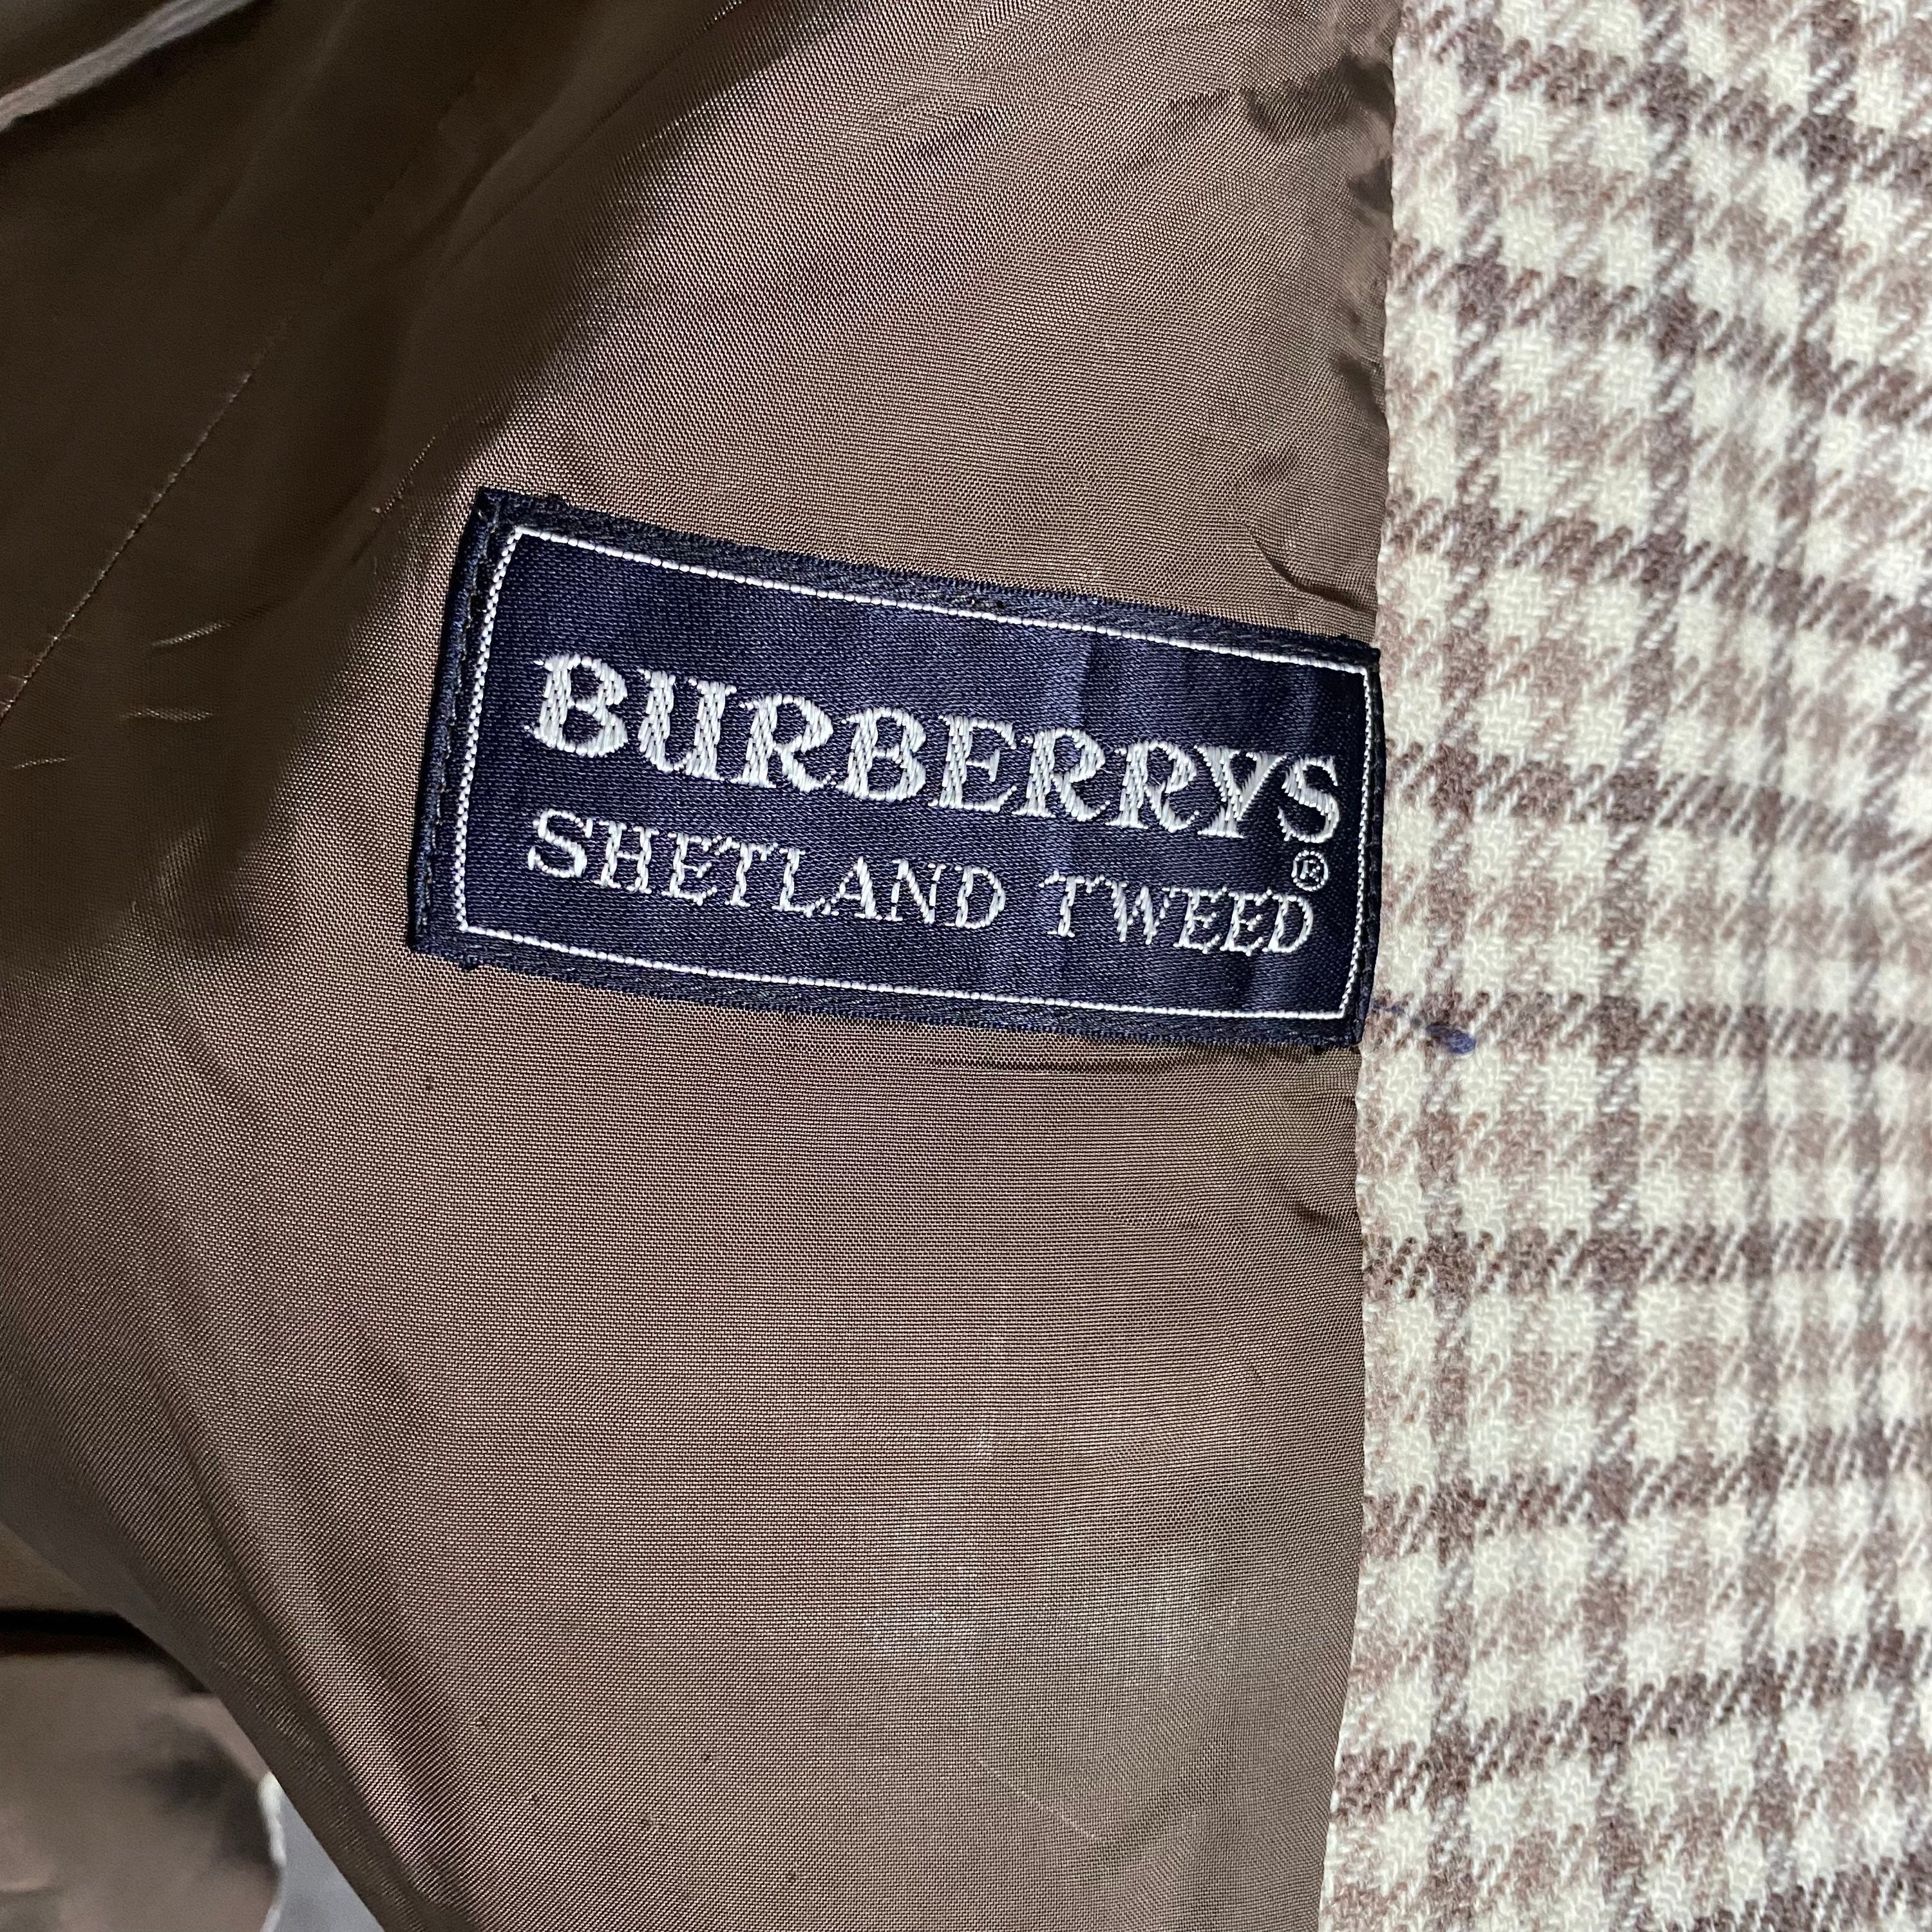 BURBERRYS
®
SHETLAND TWEED